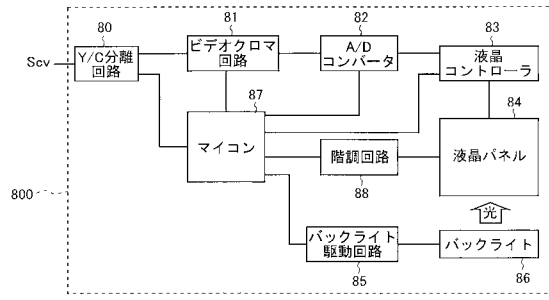 80
81
82
83
Scv
Y/C分離
回路
ビデオクロマ
回路
A/D
コンバータ
液晶
コントローラ
87
84
マイコン
階調回路
液晶パネル
88
800
光
バックライト
駆動回路
バックライト
85
86